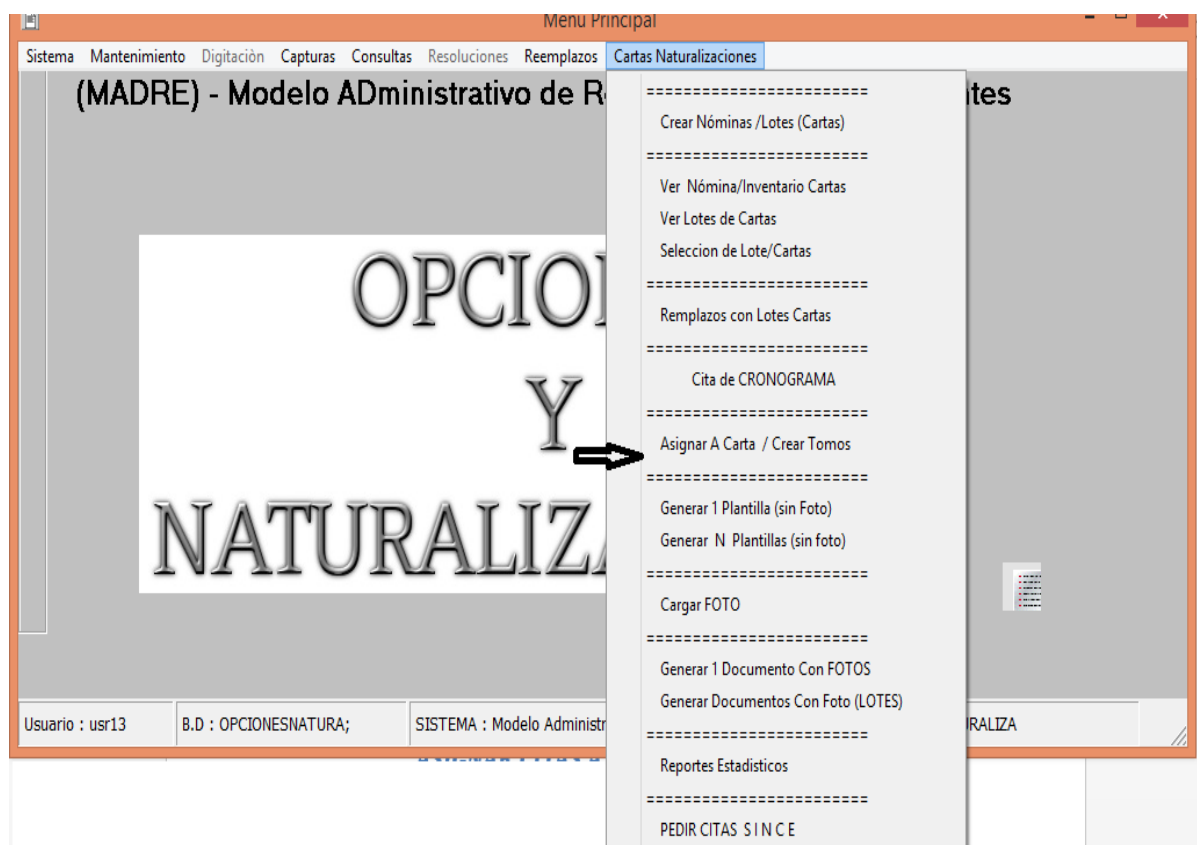 Menu Principal
Sistema Mantenimiento Digitaciòn Capturas Consultas Resoluciones Reemplazos Cartas Naturalizaciones
(MADRE) - Modelo ADministrativo de
========================
Crear Nóminas /Lotes (Cartas)
========================
Ver Nómina/Inventario Cartas
Ver Lotes de Cartas
Seleccion de Lote/Cartas
========================
Remplazos con Lotes Cartas
========================
Cita de CRONOGRAMA
========================
Asignar A Carta / Crear Tomos
========================
Generar 1 Plantilla (sin Foto)
Generar N Plantillas (sin foto)
========================
Cargar FOTO
========================
Generar 1 Documento Con FOTOS
Generar Documentos Con Foto (LOTES)
========================
Reportes Estadisticos
========================
PEDIR CITAS S I N C E
OPCIO
Y
NATURALIZ
Usuario : usr13 B.D : OPCIONESNATURA; SISTEMA : Modelo Administr RALIZA